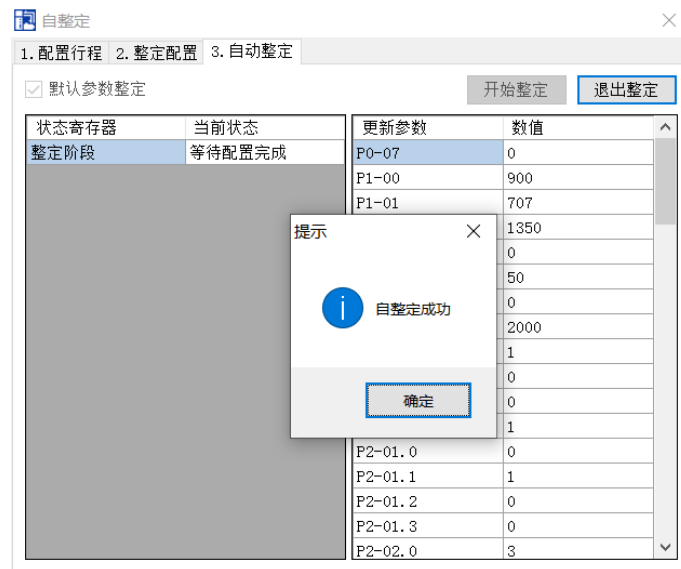 自整定
1.配置行程 2.整定配置 3.自动整定
默认参数整定 开始整定 退出整定
状态寄存器 当前状态 更新参数 数值
整定阶段 等待配置完成 P0-07 0
P1-00 900
P1-01 707
提示 1350
0
50
自整定成功 0
2000
1
0
确定 0
1
P2-01.0 0
P2-01.1 1
P2-01.2 0
P2-01.3 0
P2-02.0 3